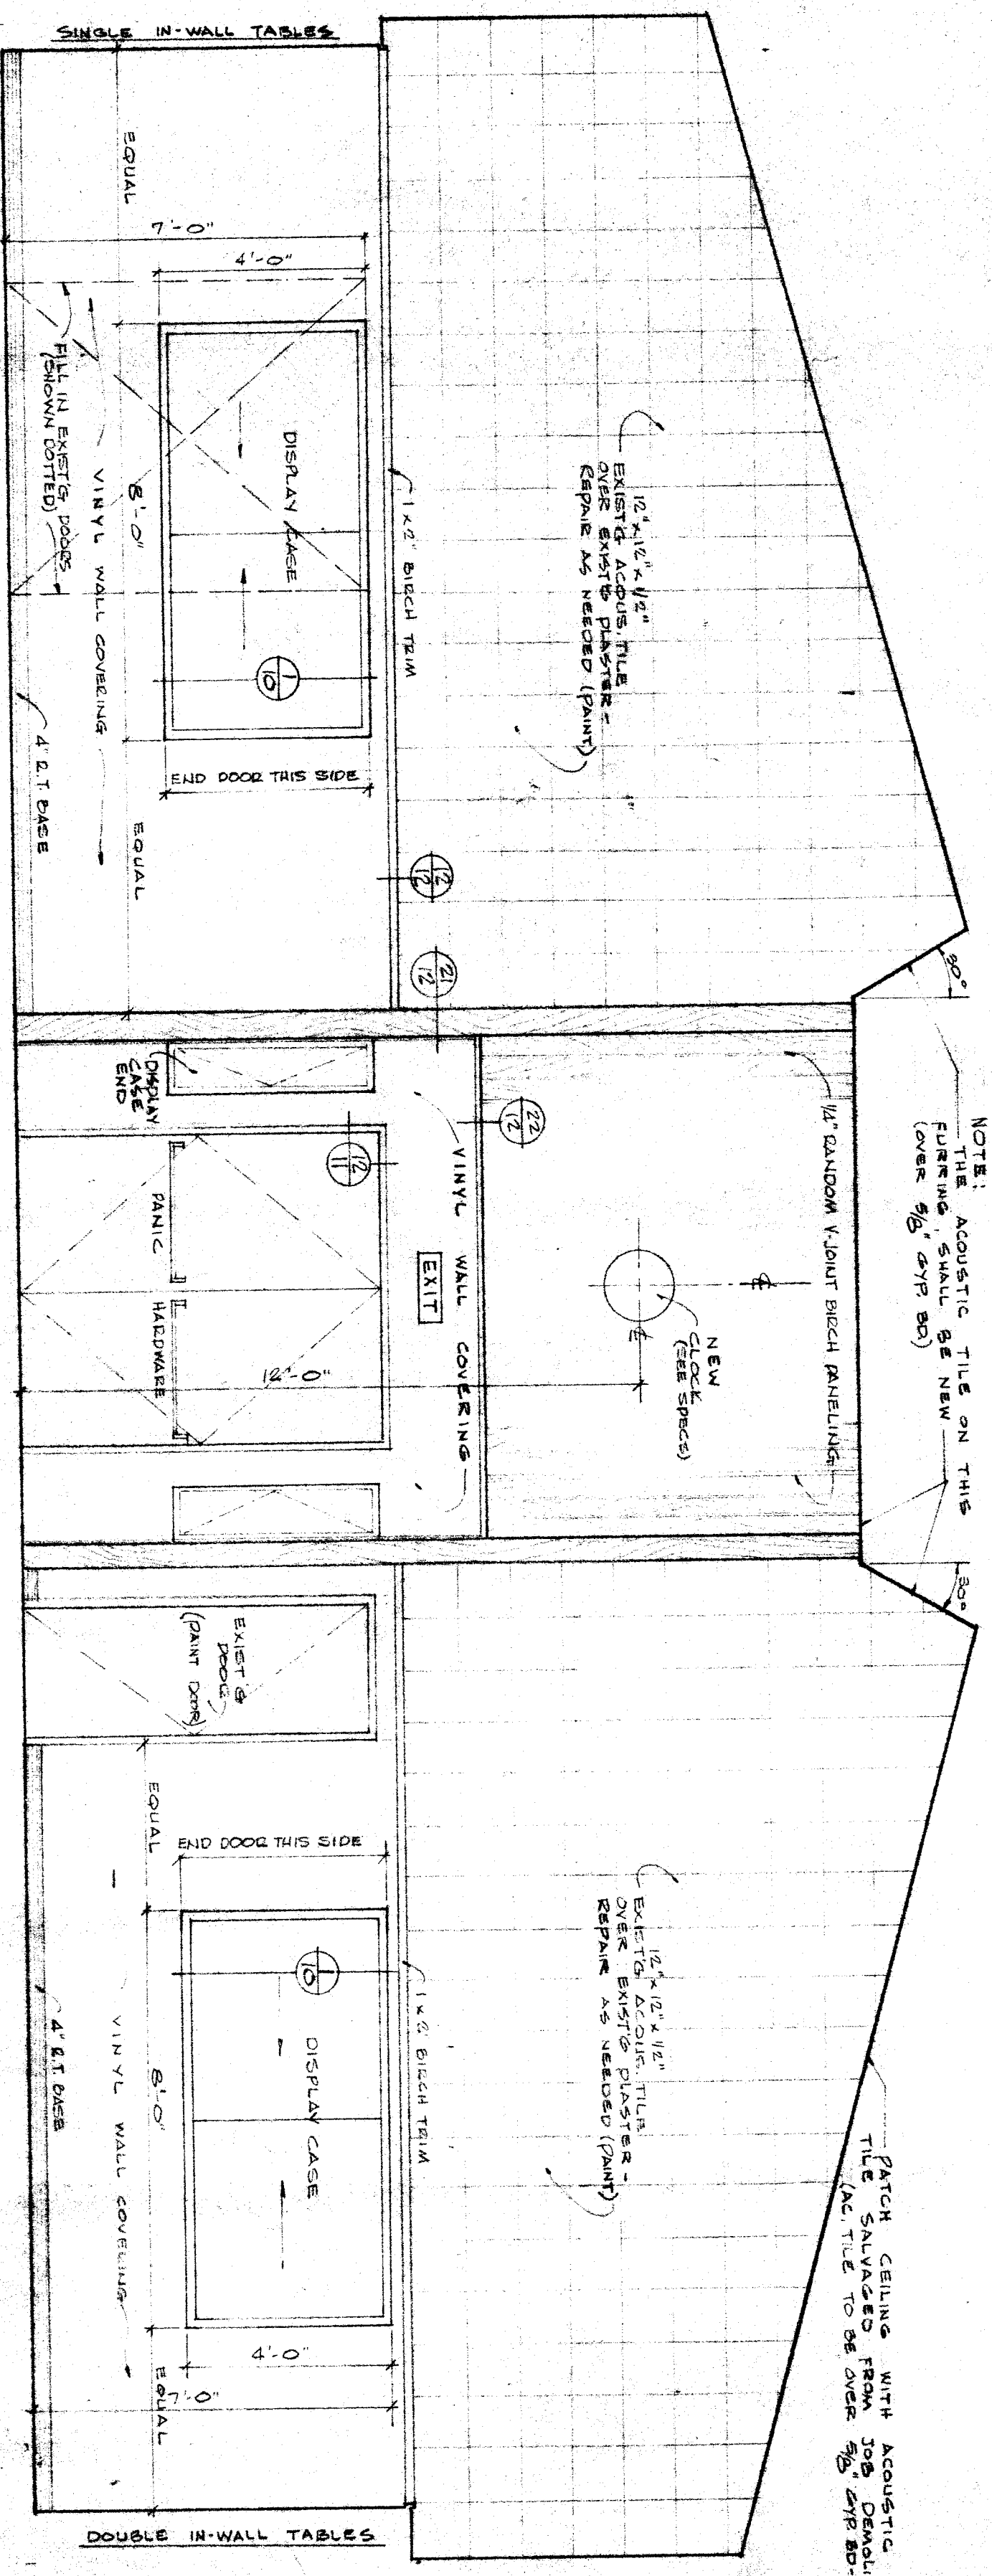 SINGLE IN-WALL TABLES
EQUAL
7'-0"
4'-0"
FILL IN EXIST'G DOORS
(SHOWN DOTTED)
VINYL WALL COVERING
8'-0"
DISPLAY CASE
1
10
END DOOR THIS SIDE
EQUAL
4" R.T. BASE
1 x 2" BIRCH TRIM
12" x 12" x 1/2"
EXIST'G ACOUS. TILE
OVER EXIST'G PLASTER -
REPAIR AS NEEDED (PAINT)
12
12
21
12
30°
NOTE:
THE ACOUSTIC TILE ON THIS
FURRING SHALL BE NEW
(OVER 5/8" GYP. BD)
1/4" RANDOM V-JOINT BIRCH PANELING
22
12
VINYL WALL COVERING
DISPLAY
CASE
END
12
11
PANIC HARDWARE
EXIT
12'-0"
NEW
CLOCK
(SEE SPECS)
℄
℄
30°
EXIST'G
DOOR
(PAINT DOOR)
EQUAL
END DOOR THIS SIDE
1
10
DISPLAY CASE
1 x 2" BIRCH TRIM
8'-0"
VINYL WALL COVERING
4" R.T. BASE
4'-0"
7'-0"
EQUAL
12" x 12" x 1/2"
EXIST'G ACOUS. TILE
OVER EXIST'G PLASTER -
REPAIR AS NEEDED (PAINT)
PATCH CEILING WITH ACOUSTIC
TILE SALVAGED FROM JOB DEMOLI
(AC. TILE TO BE OVER 5/8" GYP. BD-
DOUBLE IN-WALL TABLES